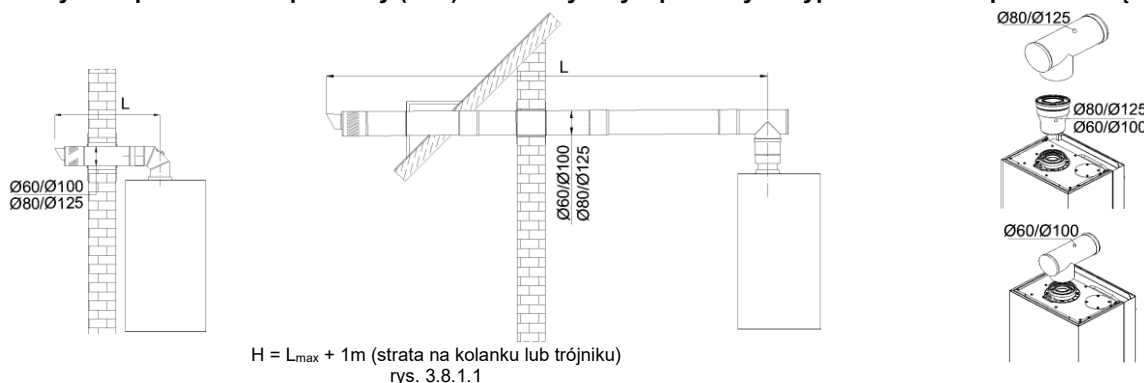 L
Ø60/Ø100
Ø80/Ø125
L
Ø60/Ø100
Ø80/Ø125
Ø80/Ø125
Ø80/Ø125
Ø60/Ø100
Ø60/Ø100
H = Lmax + 1m (strata na kolanku lub trójniku)
rys. 3.8.1.1